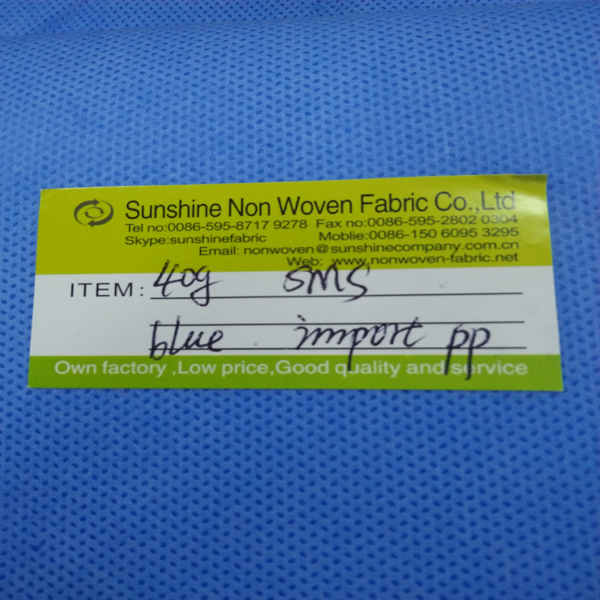 Sunshine Non Woven Fabric Co.,Ltd
Tel no:0086-595-8717 9278 Fax no:0086-595-2802 0304
Skype:sunshinefabric Moblie:0086-150 6095 3295
Email: nonwoven@sunshinecompany.com.cn
Web: www.nonwoven-fabric.net
ITEM: 40g SMS
blue import pp
Own factory ,Low price,Good quality and service